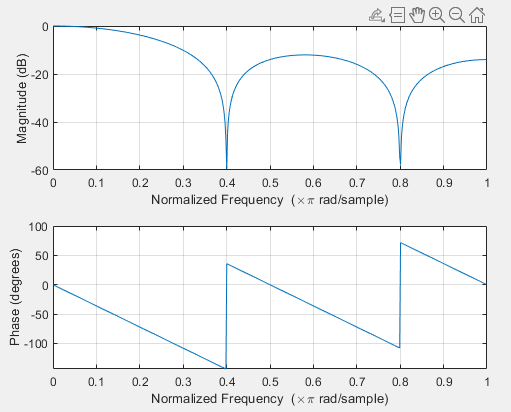 0
-20
-40
-60
Magnitude (dB)
0 0.1 0.2 0.3 0.4 0.5 0.6 0.7 0.8 0.9 1
Normalized Frequency (×π rad/sample)
100
50
0
-50
-100
Phase (degrees)
0 0.1 0.2 0.3 0.4 0.5 0.6 0.7 0.8 0.9 1
Normalized Frequency (×π rad/sample)